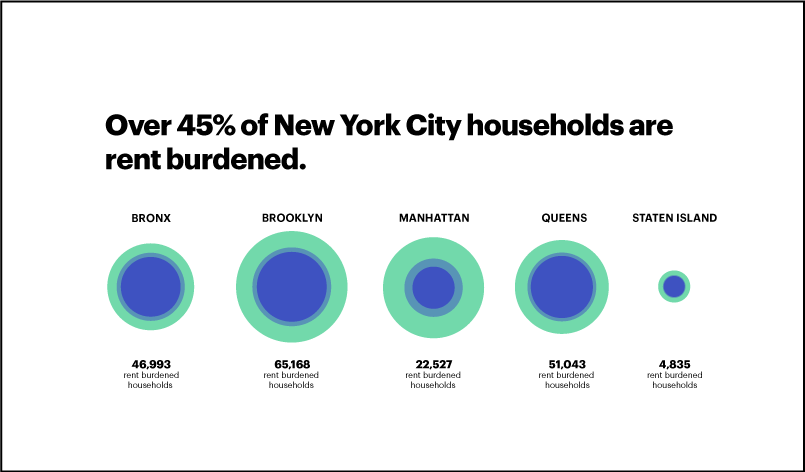 Over 45% of New York City households are
rent burdened.
BRONX
BROOKLYN
MANHATTAN
QUEENS
STATEN ISLAND
46,993
rent burdened
households
65,168
rent burdened
households
22,527
rent burdened
households
51,043
rent burdened
households
4,835
rent burdened
households